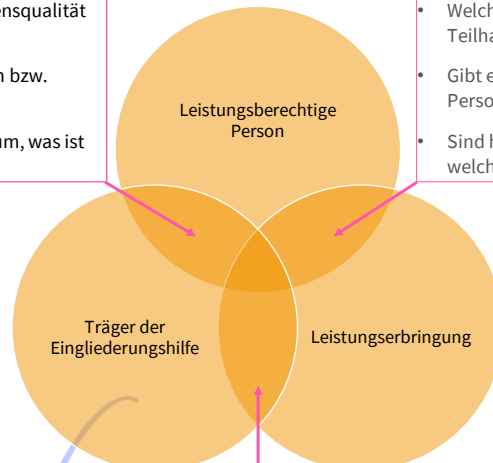 ensqualität
bzw.
um, was ist
Welch
Teilha
Gibt e
Perso
Sind h
welch
Leistungsberechtige
Person
Träger der
Eingliederungshilfe
Leistungserbringung